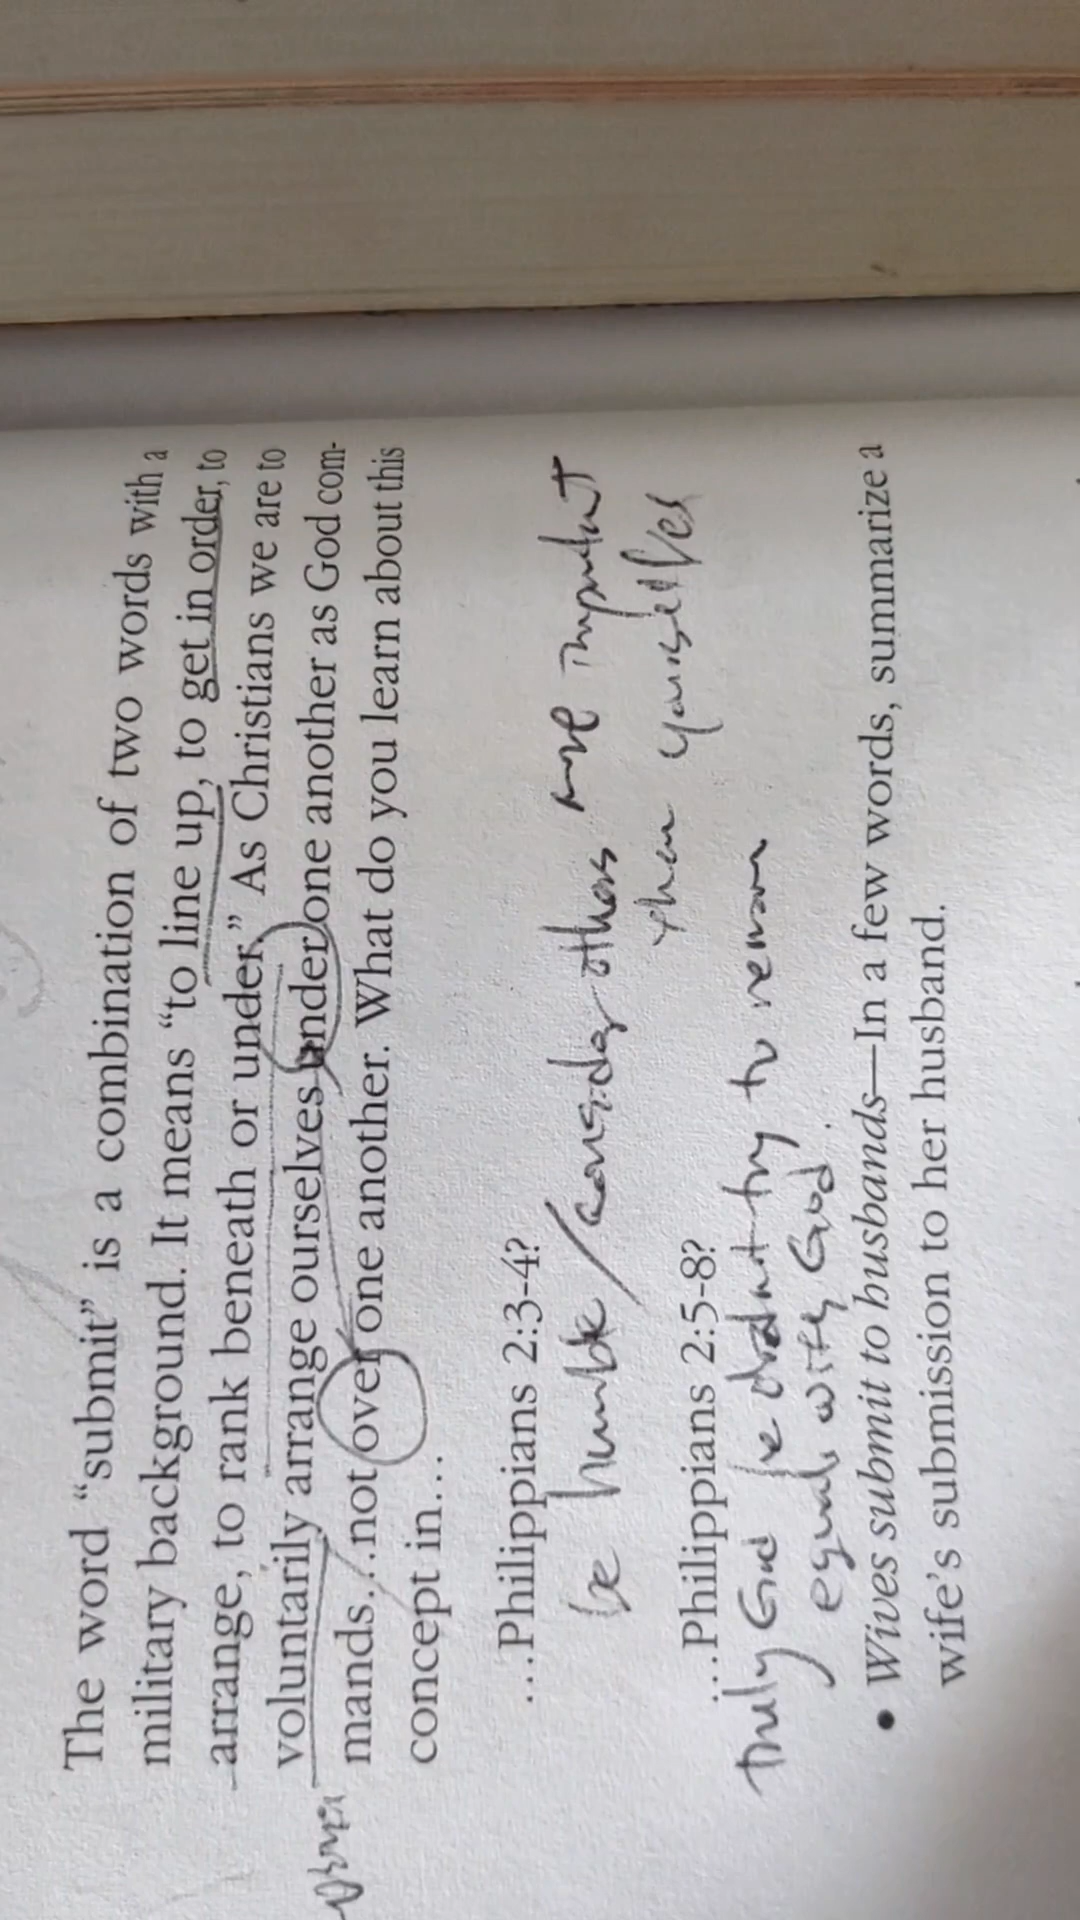 The word “submit” is a combination of two words with a
military background. It means “to line up, to get in order, to
arrange, to rank beneath or under.” As Christians we are to
voluntarily arrange ourselves under one another as God com-
mands…not over one another. What do you learn about this
concept in…
…Philippians 2:3-4?
be humble / consider others more important
than yourselves
…Philippians 2:5-8?
Truly God he didn't try to remain
equal with God.
• Wives submit to husbands—In a few words, summarize a
wife’s submission to her husband.